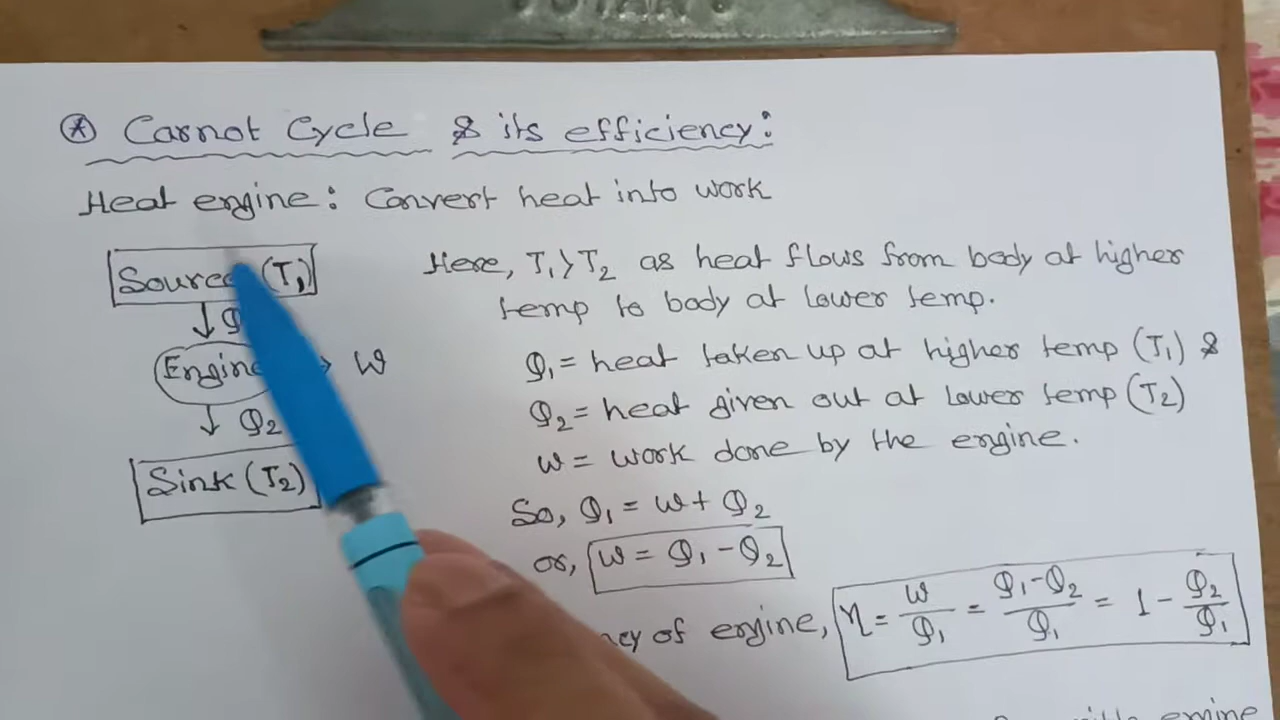 Carnot Cycle & its efficiency:
Heat engine: Convert heat into work
Source (T₁)
W
Q₂
Sink (T₂)
Here, T₁>T₂ as heat flows from body at higher
temp to body at lower temp.
Q₁ = heat taken up at higher temp (T₁) &
Q₂ = heat given out at lower temp (T₂)
W = work done by the engine.
So, Q₁ = W + Q₂
or, W = Q₁ - Q₂
of engine, η = W/Q₁ = (Q₁-Q₂)/Q₁ = 1 - Q₂/Q₁
engine